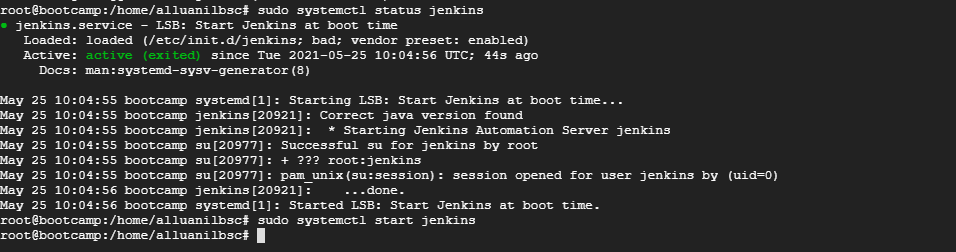 root@bootcamp:/home/alluanilbsc# sudo systemctl status jenkins
● jenkins.service - LSB: Start Jenkins at boot time
   Loaded: loaded (/etc/init.d/jenkins; bad; vendor preset: enabled)
   Active: active (exited) since Tue 2021-05-25 10:04:56 UTC; 44s ago
     Docs: man:systemd-sysv-generator(8)

May 25 10:04:55 bootcamp systemd[1]: Starting LSB: Start Jenkins at boot time...
May 25 10:04:55 bootcamp jenkins[20921]: Correct java version found
May 25 10:04:55 bootcamp jenkins[20921]:  * Starting Jenkins Automation Server jenkins
May 25 10:04:55 bootcamp su[20977]: Successful su for jenkins by root
May 25 10:04:55 bootcamp su[20977]: + ??? root:jenkins
May 25 10:04:55 bootcamp su[20977]: pam_unix(su:session): session opened for user jenkins by (uid=0)
May 25 10:04:56 bootcamp jenkins[20921]:    ...done.
May 25 10:04:56 bootcamp systemd[1]: Started LSB: Start Jenkins at boot time.
root@bootcamp:/home/alluanilbsc# sudo systemctl start jenkins
root@bootcamp:/home/alluanilbsc#